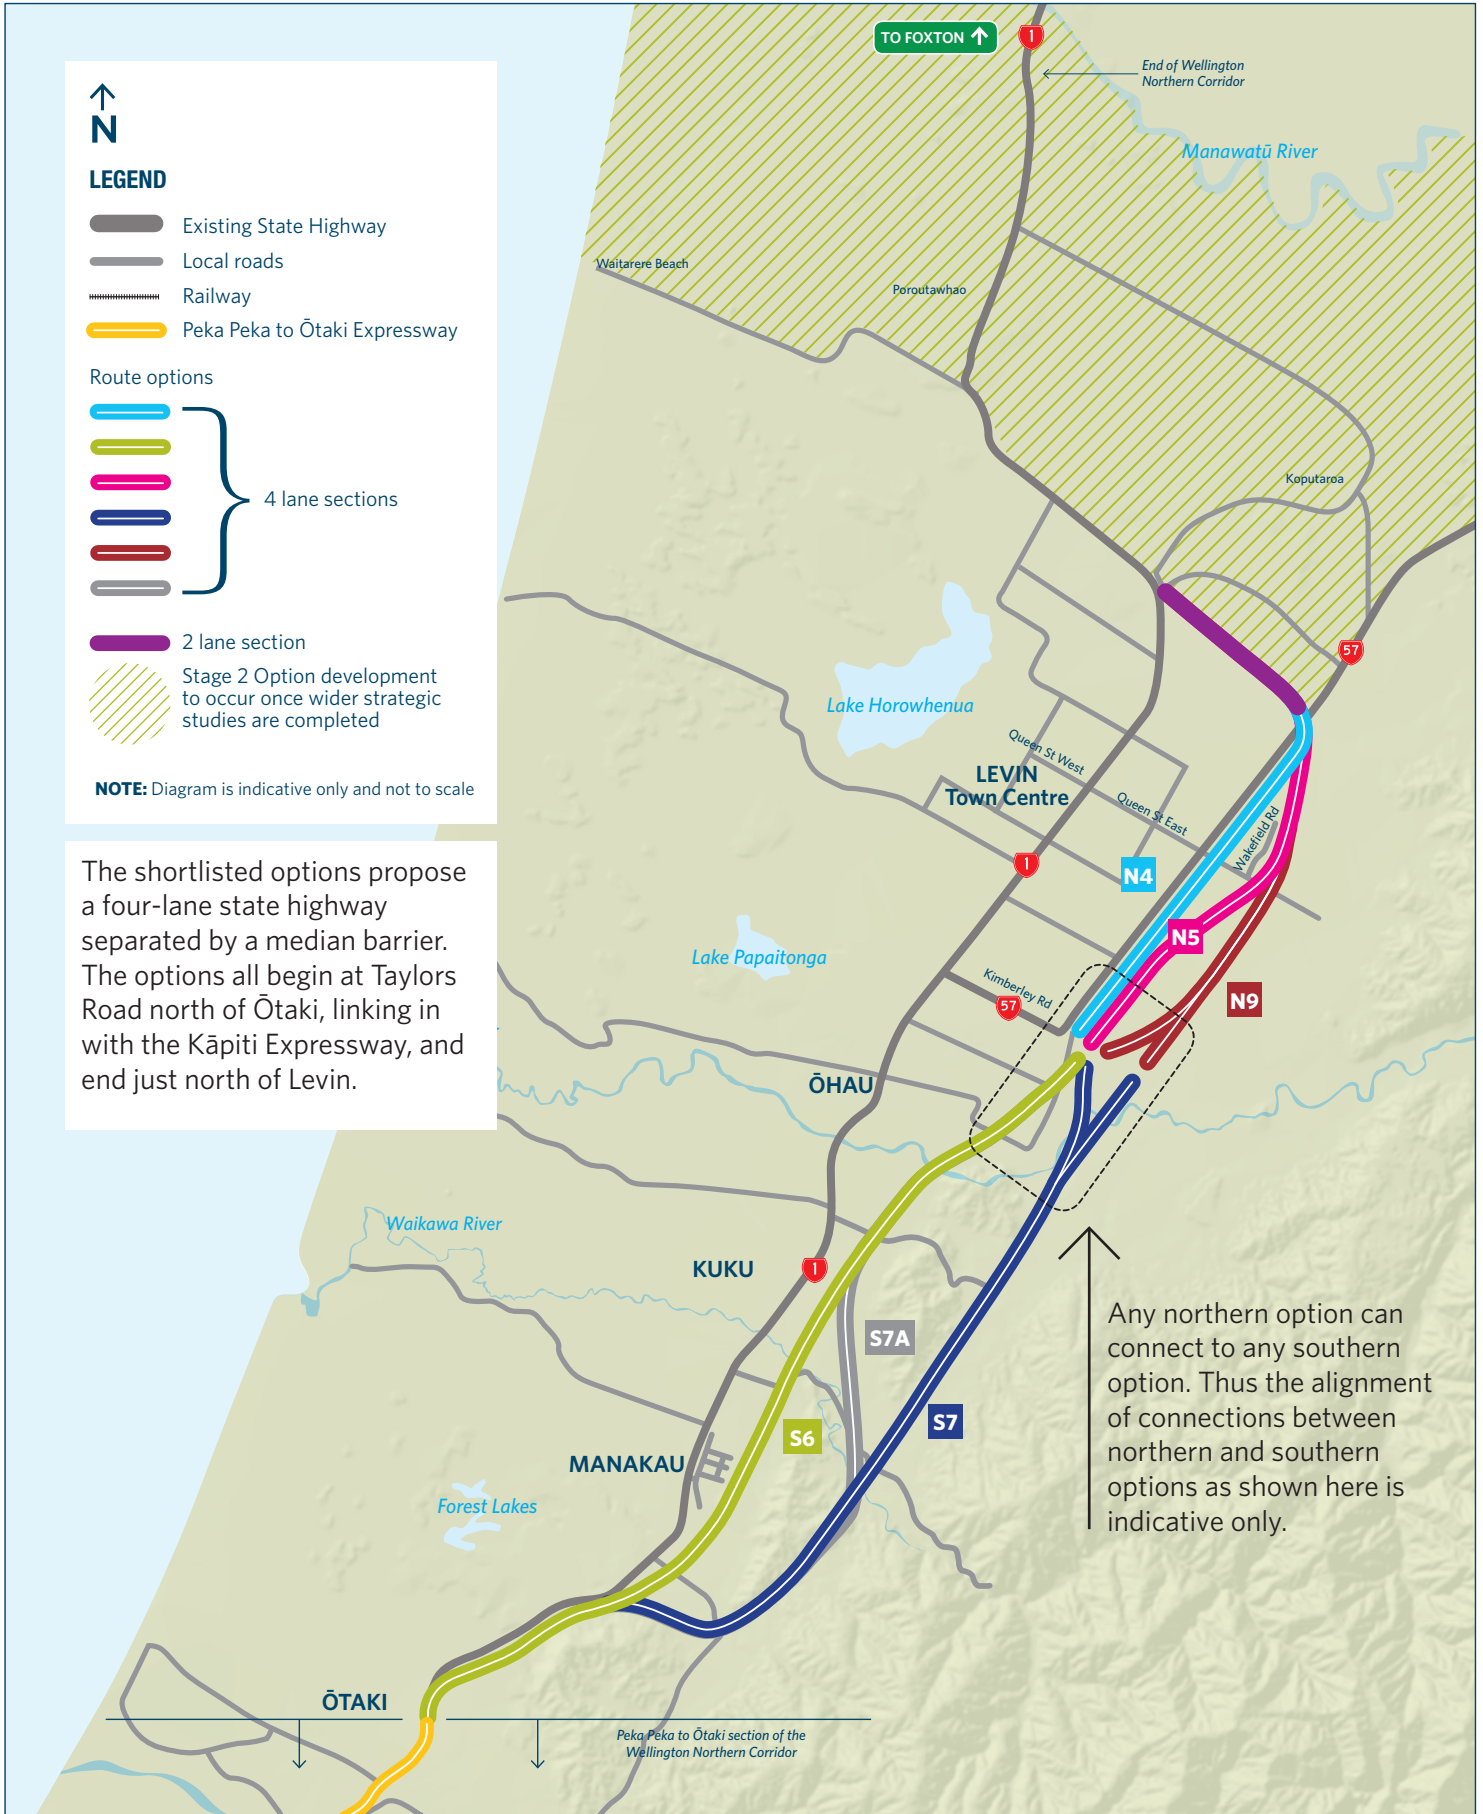 TO FOXTON
1
End of Wellington
Northern Corridor
Manawatū River
N
LEGEND
Existing State Highway
Local roads
Railway
Peka Peka to Ōtaki Expressway
Route options
4 lane sections
2 lane section
Stage 2 Option development
to occur once wider strategic
studies are completed
NOTE: Diagram is indicative only and not to scale
The shortlisted options propose
a four-lane state highway
separated by a median barrier.
The options all begin at Taylors
Road north of Ōtaki, linking in
with the Kāpiti Expressway, and
end just north of Levin.
Waitarere Beach
Poroutawhao
Koputaroa
57
Lake Horowhenua
Queen St West
LEVIN
Town Centre
Queen St East
Wakefield Rd
1
N4
N5
Lake Papaitonga
Kimberley Rd
57
N9
ŌHAU
Waikawa River
KUKU
1
S7A
S7
S6
MANAKAU
Forest Lakes
Any northern option can
connect to any southern
option. Thus the alignment
of connections between
northern and southern
options as shown here is
indicative only.
ŌTAKI
Peka Peka to Ōtaki section of the
Wellington Northern Corridor